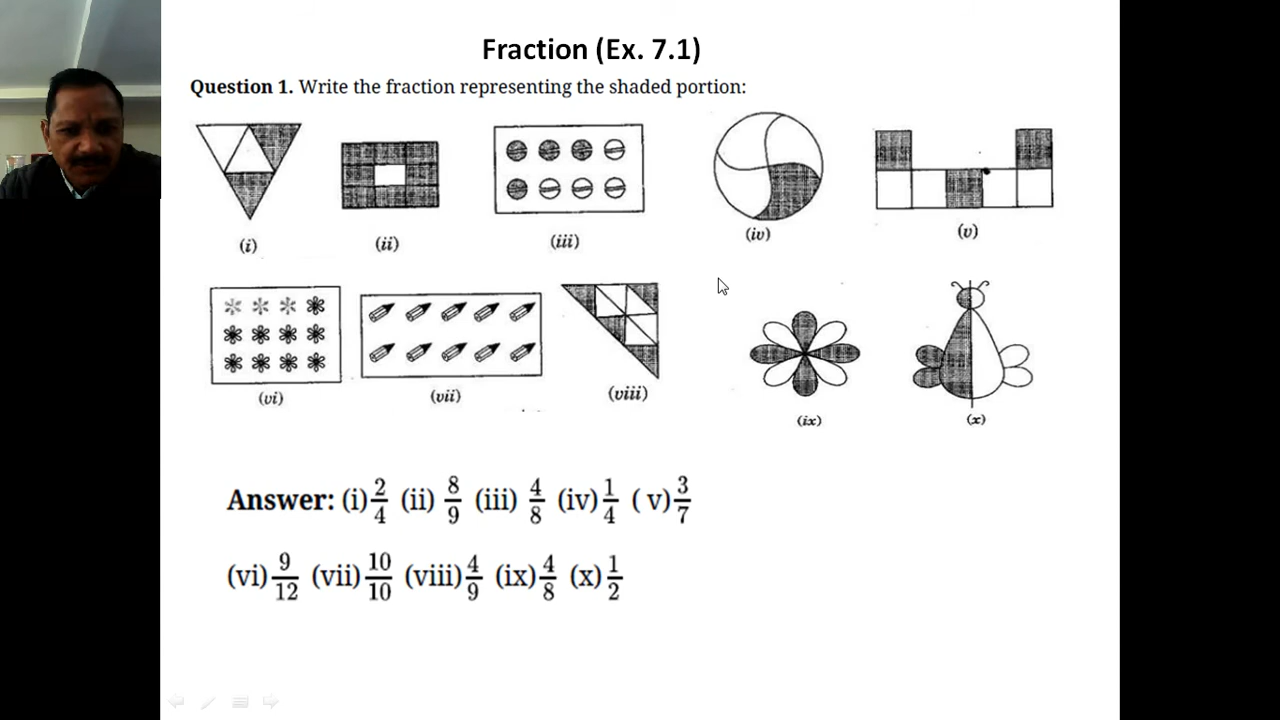 Fraction (Ex. 7.1)
Question 1. Write the fraction representing the shaded portion:
(i) (ii) (iii) (iv) (v)
(vi) (vii) (viii) (ix) (x)
Answer: (i) 2/4 (ii) 8/9 (iii) 4/8 (iv) 1/4 ( v) 3/7
(vi) 9/12 (vii) 10/10 (viii) 4/9 (ix) 4/8 (x) 1/2